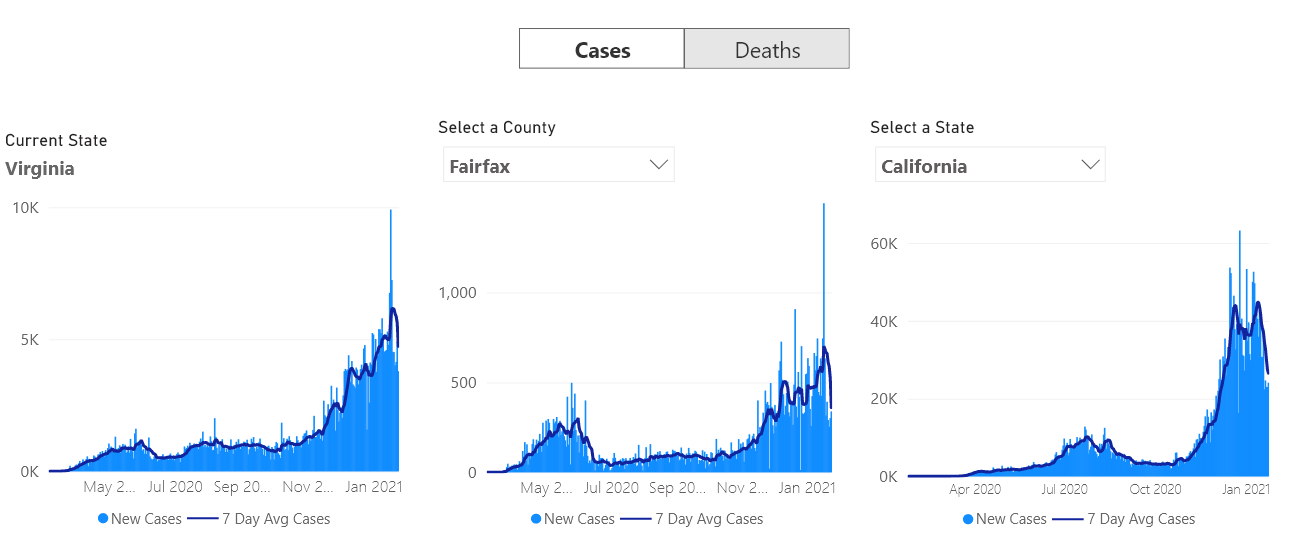 Cases Deaths
Current State
Virginia
10K
5K
0K
May 2... Jul 2020 Sep 20... Nov 2... Jan 2021
New Cases 7 Day Avg Cases
Select a County
Fairfax
1,000
500
0
May 2... Jul 2020 Sep 20... Nov 2... Jan 2021
New Cases 7 Day Avg Cases
Select a State
California
60K
40K
20K
0K
Apr 2020 Jul 2020 Oct 2020 Jan 2021
New Cases 7 Day Avg Cases